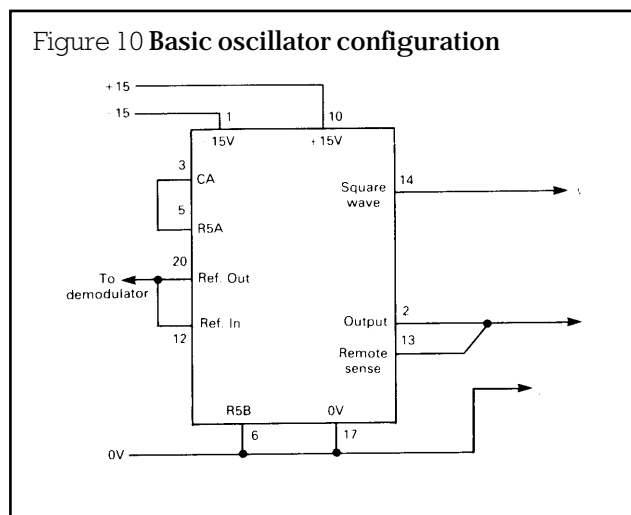 Figure 10 Basic oscillator configuration
+15
- 15
1
10
- 15V
+ 15V
3
CA
Square
wave
14
5
R5A
20
To
demodulator
Ref. Out
Ref. In
12
Output
2
Remote
sense
13
R5B
0V
6
17
0V